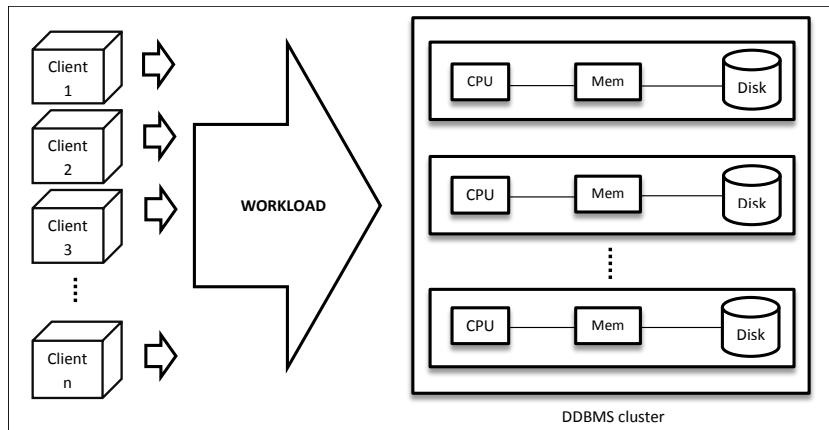 Client
1
Client
2
Client
3
Client
n
WORKLOAD
CPU
Mem
Disk
CPU
Mem
Disk
CPU
Mem
Disk
DDBMS cluster